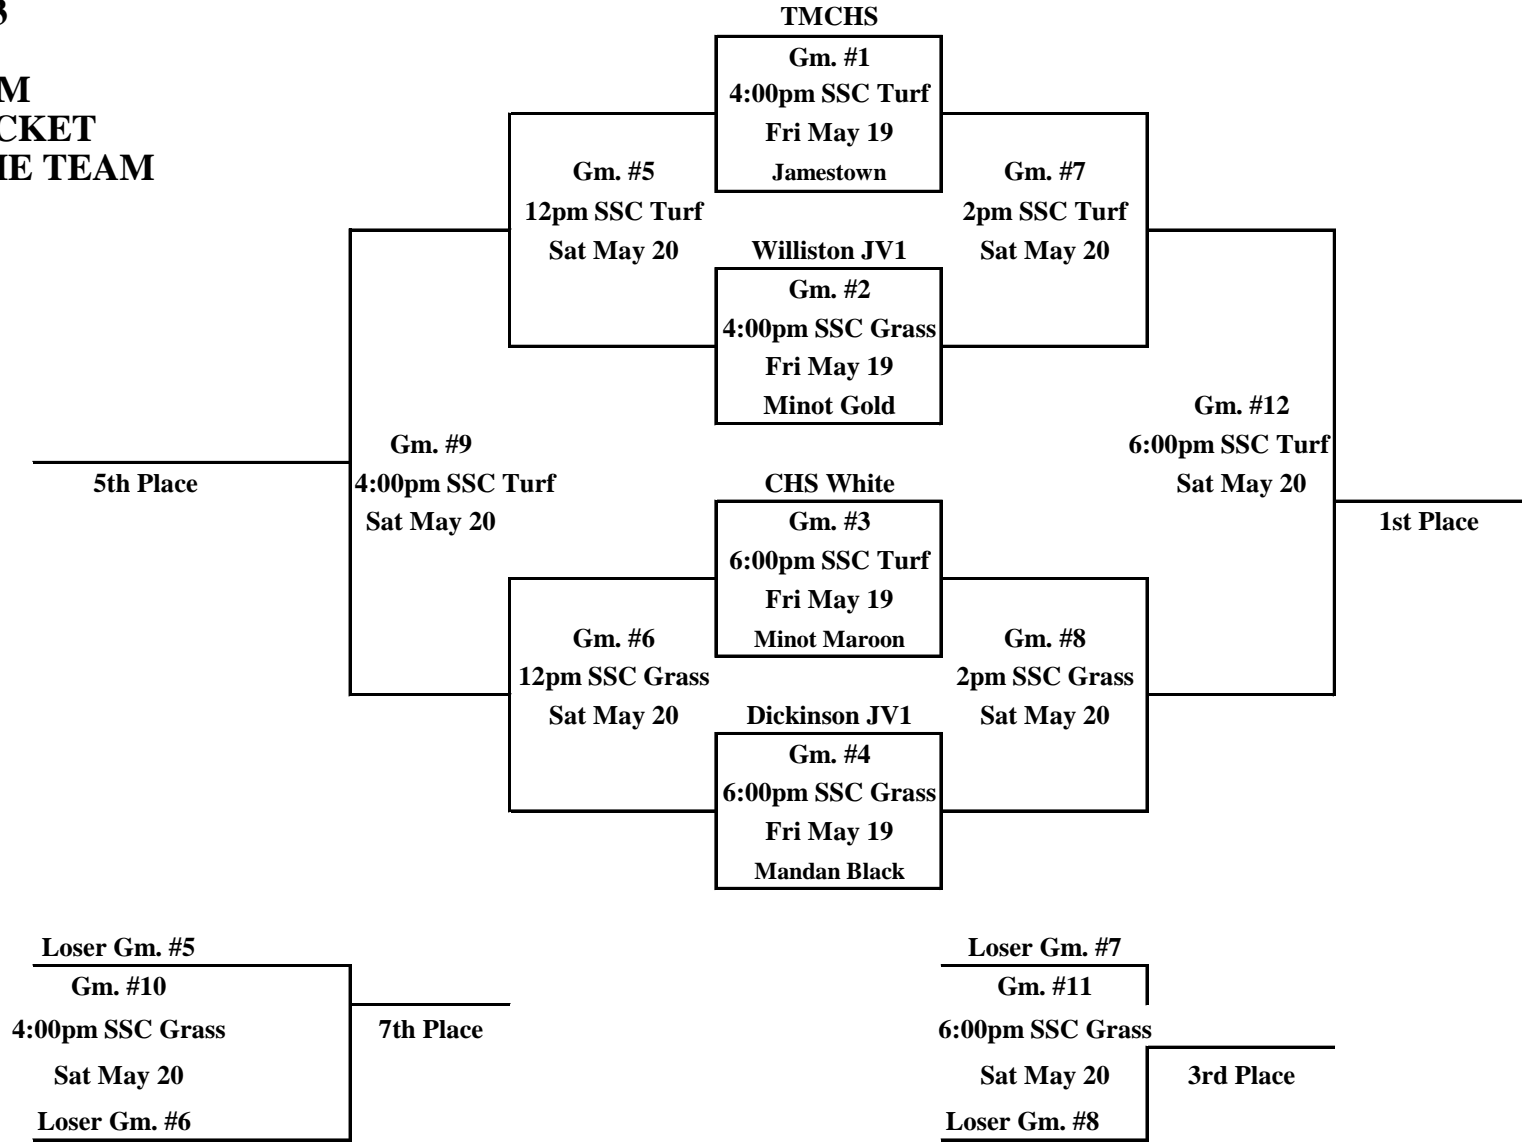 TMCHS
Gm. #1
4:00pm SSC Turf
Fri May 19
Jamestown
CKET
TEAM
Gm. #5
12pm SSC Turf
Sat May 20
Gm. #7
2pm SSC Turf
Sat May 20
Williston JV1
Gm. #2
4:00pm SSC Grass
Fri May 19
Minot Gold
Gm. #12
6:00pm SSC Turf
Sat May 20
Gm. #9
4:00pm SSC Turf
Sat May 20
5th Place
CHS White
Gm. #3
6:00pm SSC Turf
Fri May 19
Minot Maroon
1st Place
Gm. #6
12pm SSC Grass
Sat May 20
Gm. #8
2pm SSC Grass
Sat May 20
Dickinson JV1
Gm. #4
6:00pm SSC Grass
Fri May 19
Mandan Black
Loser Gm. #5
Gm. #10
4:00pm SSC Grass
Sat May 20
Loser Gm. #6
7th Place
Loser Gm. #7
Gm. #11
6:00pm SSC Grass
Sat May 20
Loser Gm. #8
3rd Place